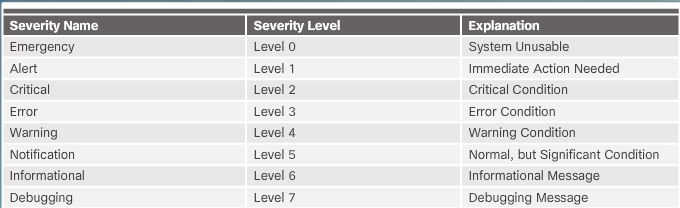 Severity Name Severity Level Explanation
Emergency Level 0 System Unusable
Alert Level 1 Immediate Action Needed
Critical Level 2 Critical Condition
Error Level 3 Error Condition
Warning Level 4 Warning Condition
Notification Level 5 Normal, but Significant Condition
Informational Level 6 Informational Message
Debugging Level 7 Debugging Message